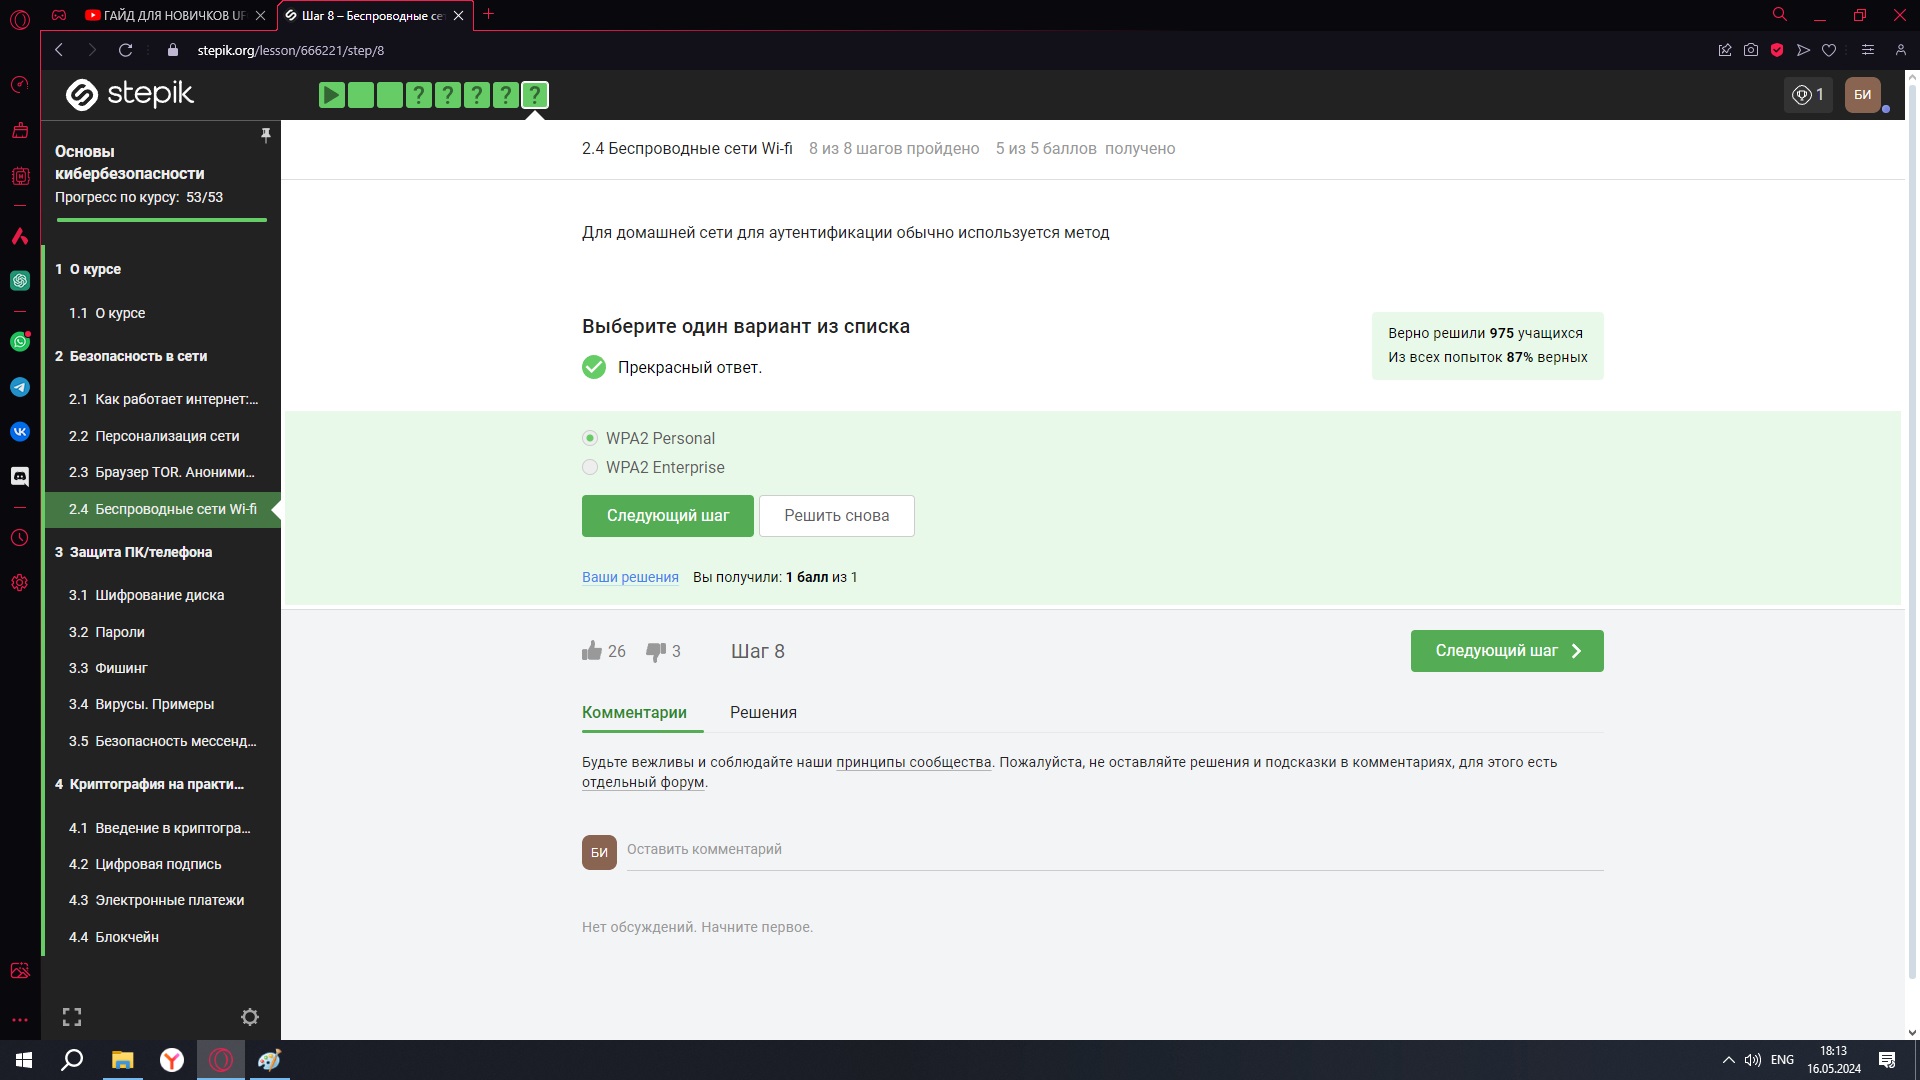 ГАЙД ДЛЯ НОВИЧКОВ UF
Шаг 8 – Беспроводные се
stepik.org/lesson/666221/step/8
stepik
? ? ? ? ?
1
БИ
Основы
кибербезопасности
Прогресс по курсу: 53/53
1 О курсе
1.1 О курсе
2 Безопасность в сети
2.1 Как работает интернет:...
2.2 Персонализация сети
2.3 Браузер TOR. Аноними...
2.4 Беспроводные сети Wi-fi
3 Защита ПК/телефона
3.1 Шифрование диска
3.2 Пароли
3.3 Фишинг
3.4 Вирусы. Примеры
3.5 Безопасность мессенд...
4 Криптография на практи...
4.1 Введение в криптогра...
4.2 Цифровая подпись
4.3 Электронные платежи
4.4 Блокчейн
2.4 Беспроводные сети Wi-fi 8 из 8 шагов пройдено 5 из 5 баллов получено
Для домашней сети для аутентификации обычно используется метод
Выберите один вариант из списка
Прекрасный ответ.
Верно решили 975 учащихся
Из всех попыток 87% верных
WPA2 Personal
WPA2 Enterprise
Следующий шаг Решить снова
Ваши решения Вы получили: 1 балл из 1
26 3 Шаг 8 Следующий шаг
Комментарии Решения
Будьте вежливы и соблюдайте наши принципы сообщества. Пожалуйста, не оставляйте решения и подсказки в комментариях, для этого есть
отдельный форум.
БИ Оставить комментарий
Нет обсуждений. Начните первое.
ENG
18:13
16.05.2024